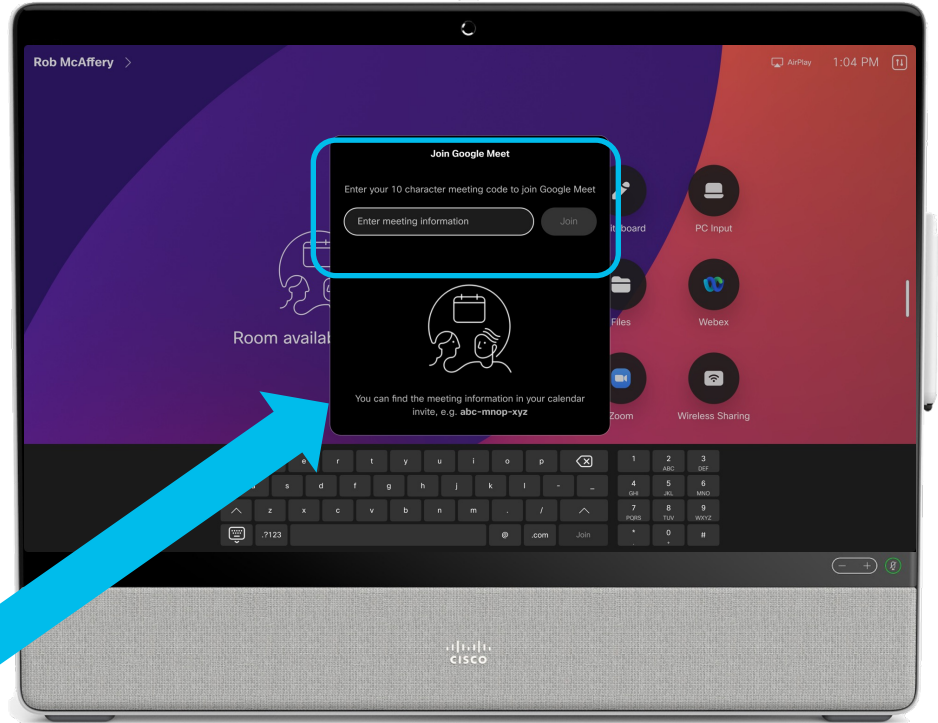 Rob McAffery >
AirPlay 1:04 PM
Join Google Meet
Enter your 10 character meeting code to join Google Meet
Enter meeting information
Join
PC Input
Files
Webex
Room
You can find the meeting information in your calendar
invite, e.g. abc-mnop-xyz
Zoom
Wireless Sharing
e r t y u i o p
1 2 ABC 3 DEF
s d f g h j k l - _
4 GHI 5 JKL 6 MNO
z x c v b n m . /
7 PQRS 8 TUV 9 WXYZ
.?123 @ .com Join
* 0 + #
- +
CISCO